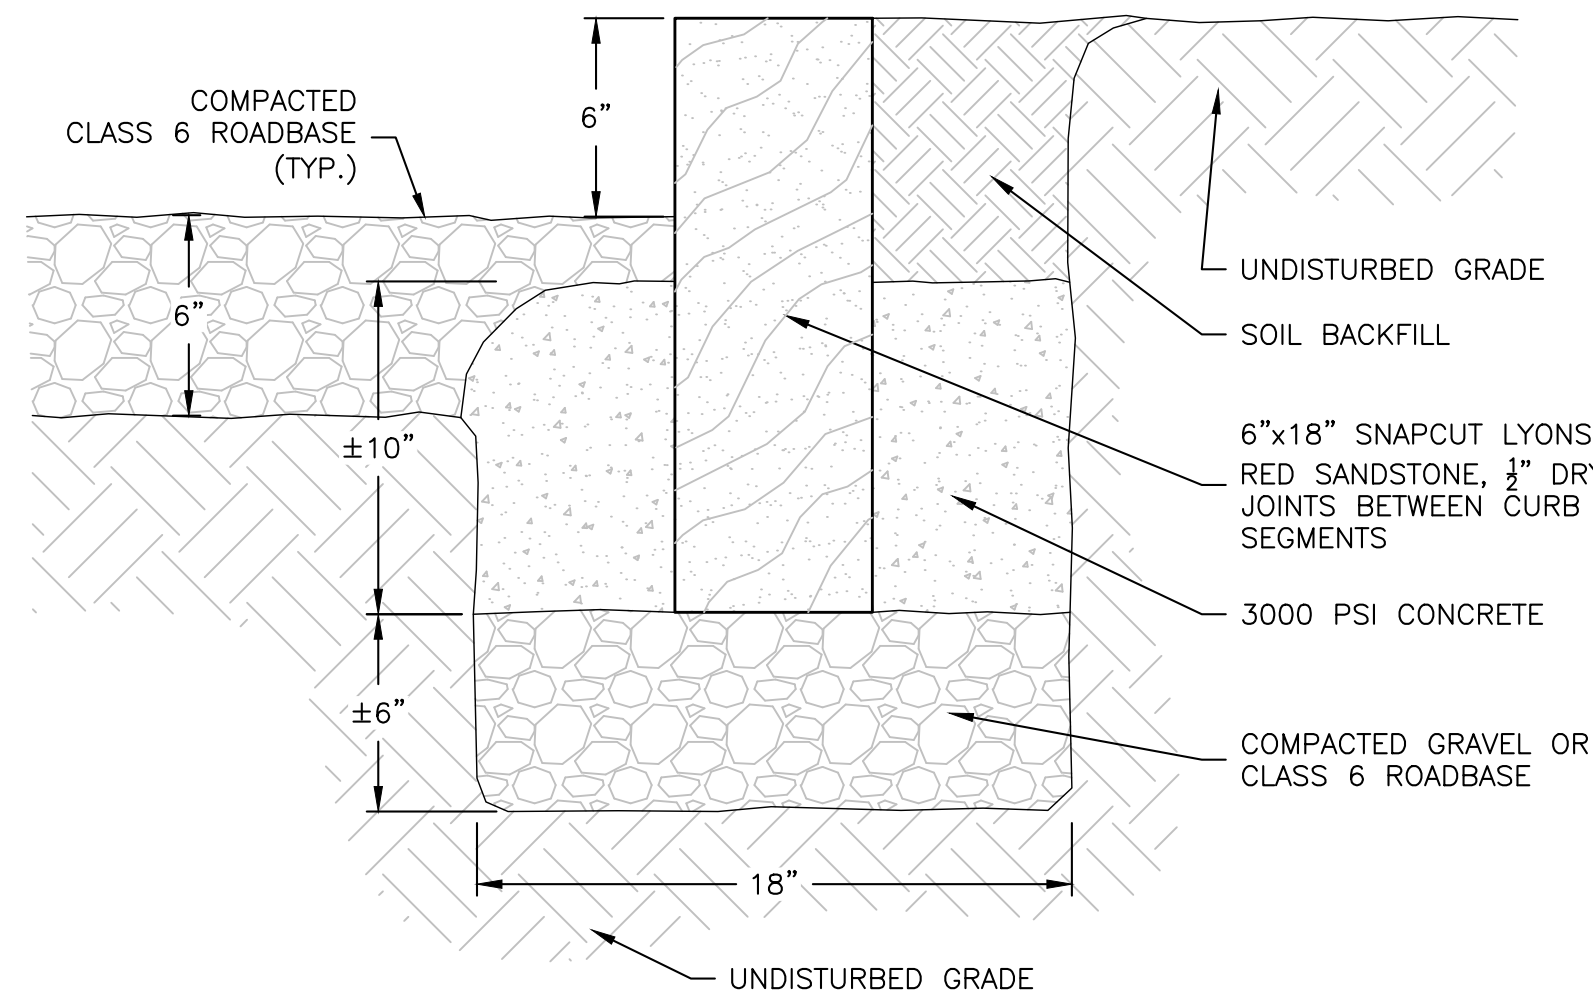 COMPACTED
CLASS 6 ROADBASE
(TYP.)
6”
6”
±10”
±6”
18”
UNDISTURBED GRADE
SOIL BACKFILL
6”x18” SNAPCUT LYONS
RED SANDSTONE, ½” DRY
JOINTS BETWEEN CURB
SEGMENTS
3000 PSI CONCRETE
COMPACTED GRAVEL OR
CLASS 6 ROADBASE
UNDISTURBED GRADE